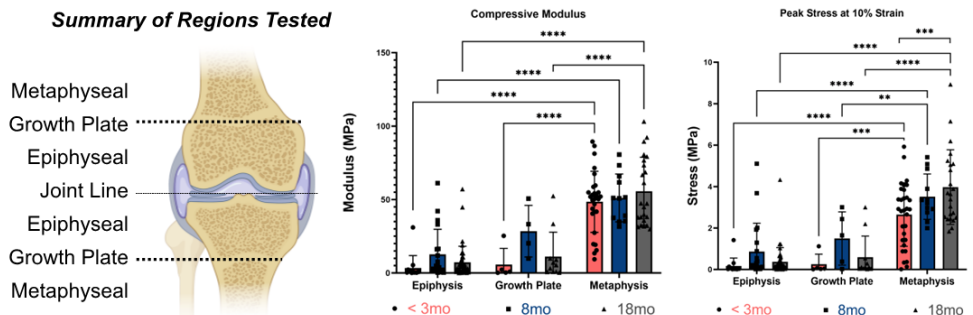 Summary of Regions Tested
Metaphyseal
Growth Plate
Epiphyseal
Joint Line
Epiphyseal
Growth Plate
Metaphyseal
Compressive Modulus
****
****
****
****
****
Modulus (MPa)
150
100
50
0
Epiphysis
Growth Plate
Metaphysis
< 3mo
8mo
18mo
Peak Stress at 10% Strain
***
****
****
****
**
****
***
Stress (MPa)
10
8
6
4
2
0
Epiphysis
Growth Plate
Metaphysis
< 3mo
8mo
18mo